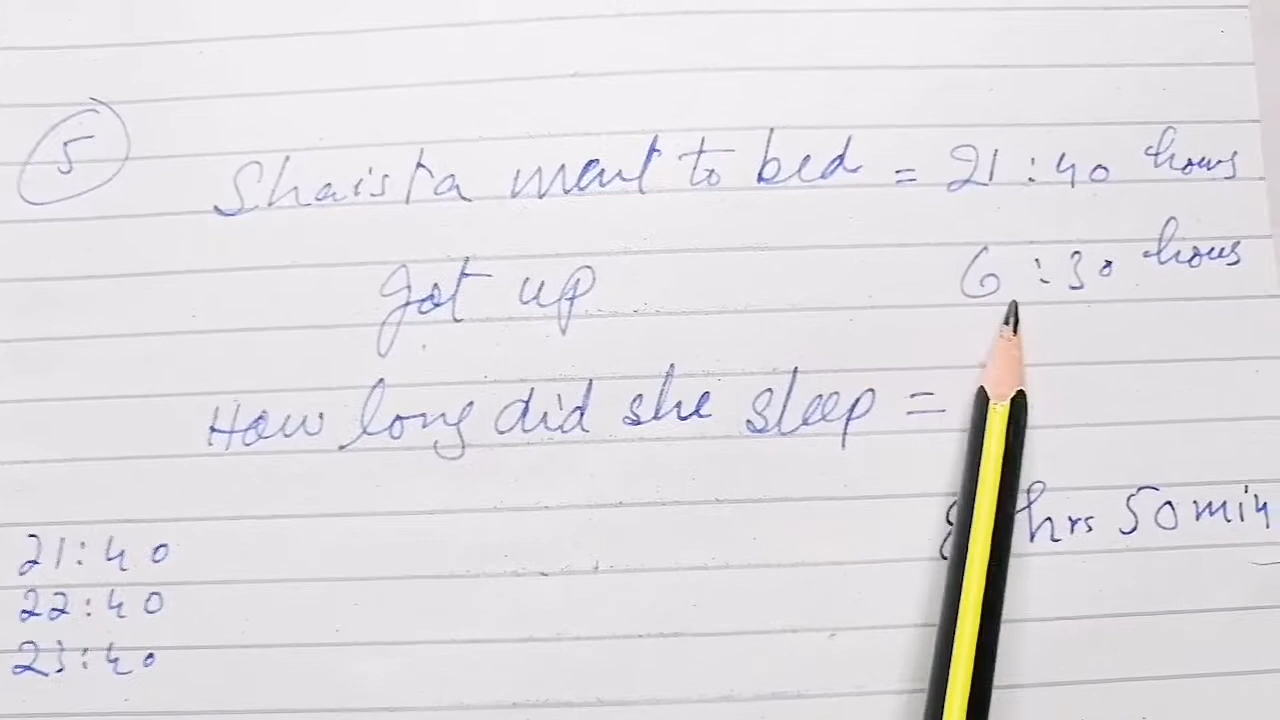 5
Shaista went to bed = 21:40 hours
got up 6:30 hours
How long did she sleep =
hrs 50 min
21:40
22:40
23:40